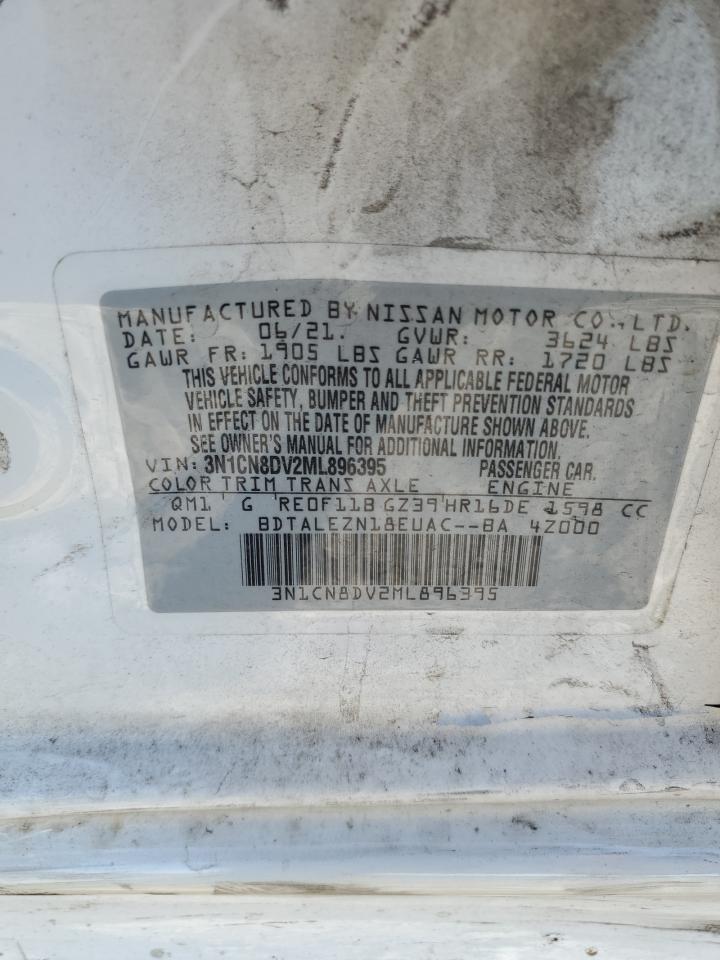 MANUFACTURED BY NISSAN MOTOR CO., LTD.
DATE: 06/21. GVWR: 3624 LBS
GAWR FR: 1905 LBS GAWR RR: 1720 LBS
THIS VEHICLE CONFORMS TO ALL APPLICABLE FEDERAL MOTOR
VEHICLE SAFETY, BUMPER AND THEFT PREVENTION STANDARDS
IN EFFECT ON THE DATE OF MANUFACTURE SHOWN ABOVE.
SEE OWNER'S MANUAL FOR ADDITIONAL INFORMATION.
VIN: 3N1CN8DV2ML896395 PASSENGER CAR.
COLOR TRIM TRANS AXLE ENGINE
QM1 G RE0F11B GZ39 HR16DE 1598 CC
MODEL: BDTALEZN18EUAC--BA 4Z000
3N1CN8DV2ML896395